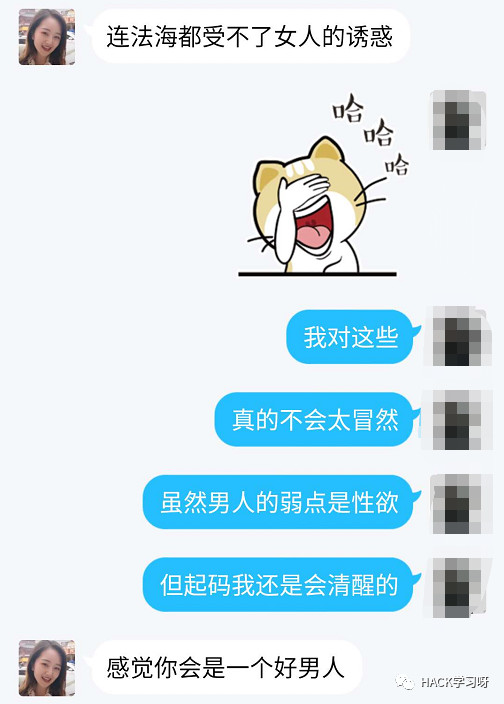 连法海都受不了女人的诱惑
哈
哈
哈
我对这些
真的不会太冒然
虽然男人的弱点是性欲
但起码我还是会清醒的
感觉你会是一个好男人
HACK学习呀